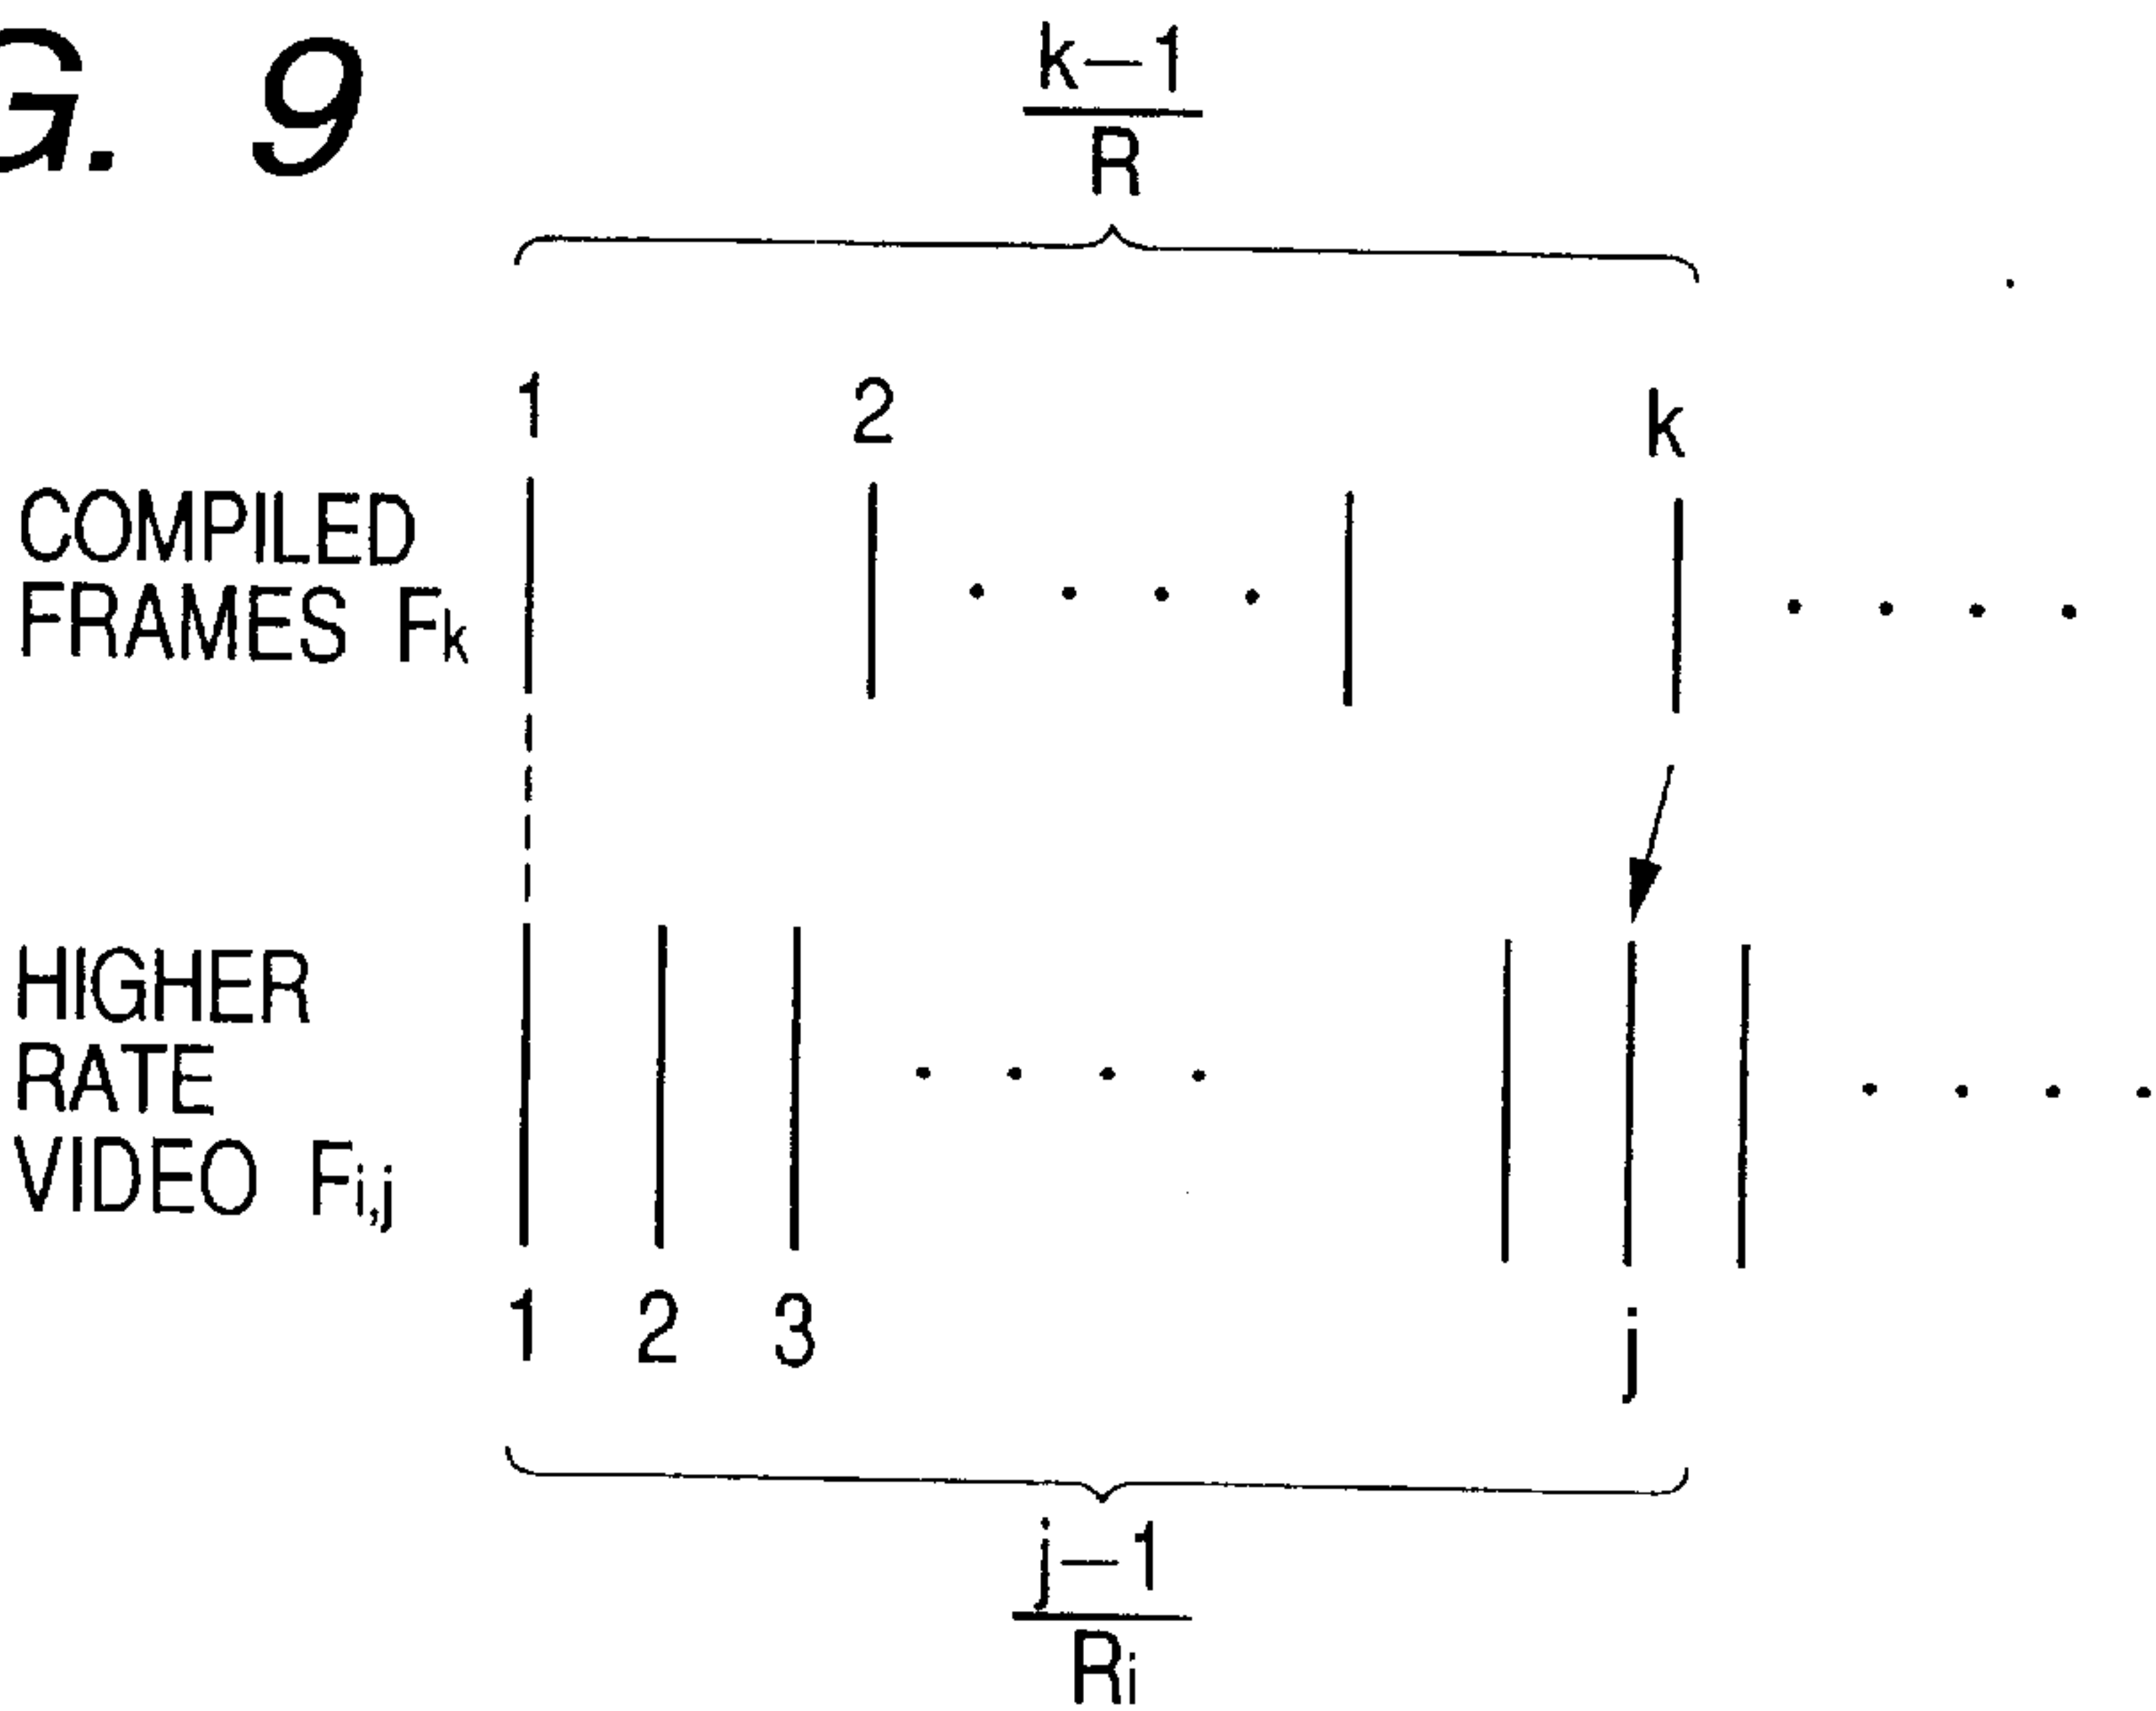 G. 9
k-1
R
1 2 k
COMPILED
FRAMES Fk
HIGHER
RATE
VIDEO Fi,j
1 2 3 j
j-1
Ri